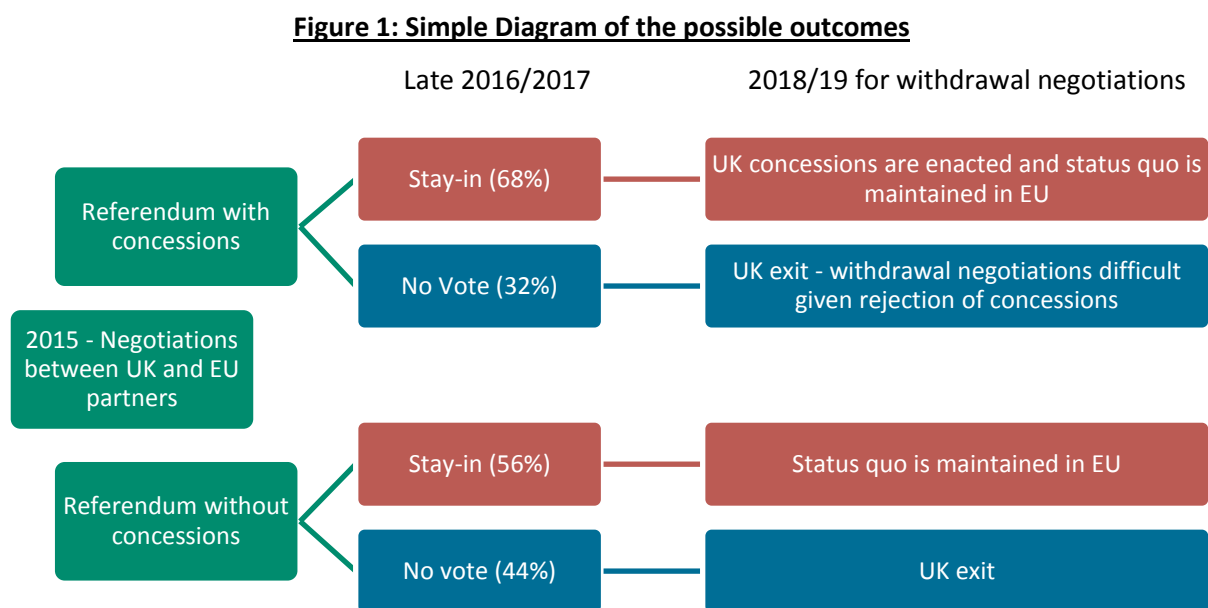 Figure 1: Simple Diagram of the possible outcomes
Late 2016/2017
2018/19 for withdrawal negotiations
Referendum with
concessions
Stay-in (68%)
UK concessions are enacted and status quo is
maintained in EU
No Vote (32%)
UK exit - withdrawal negotiations difficult
given rejection of concessions
2015 - Negotiations
between UK and EU
partners
Referendum without
concessions
Stay-in (56%)
Status quo is maintained in EU
No vote (44%)
UK exit